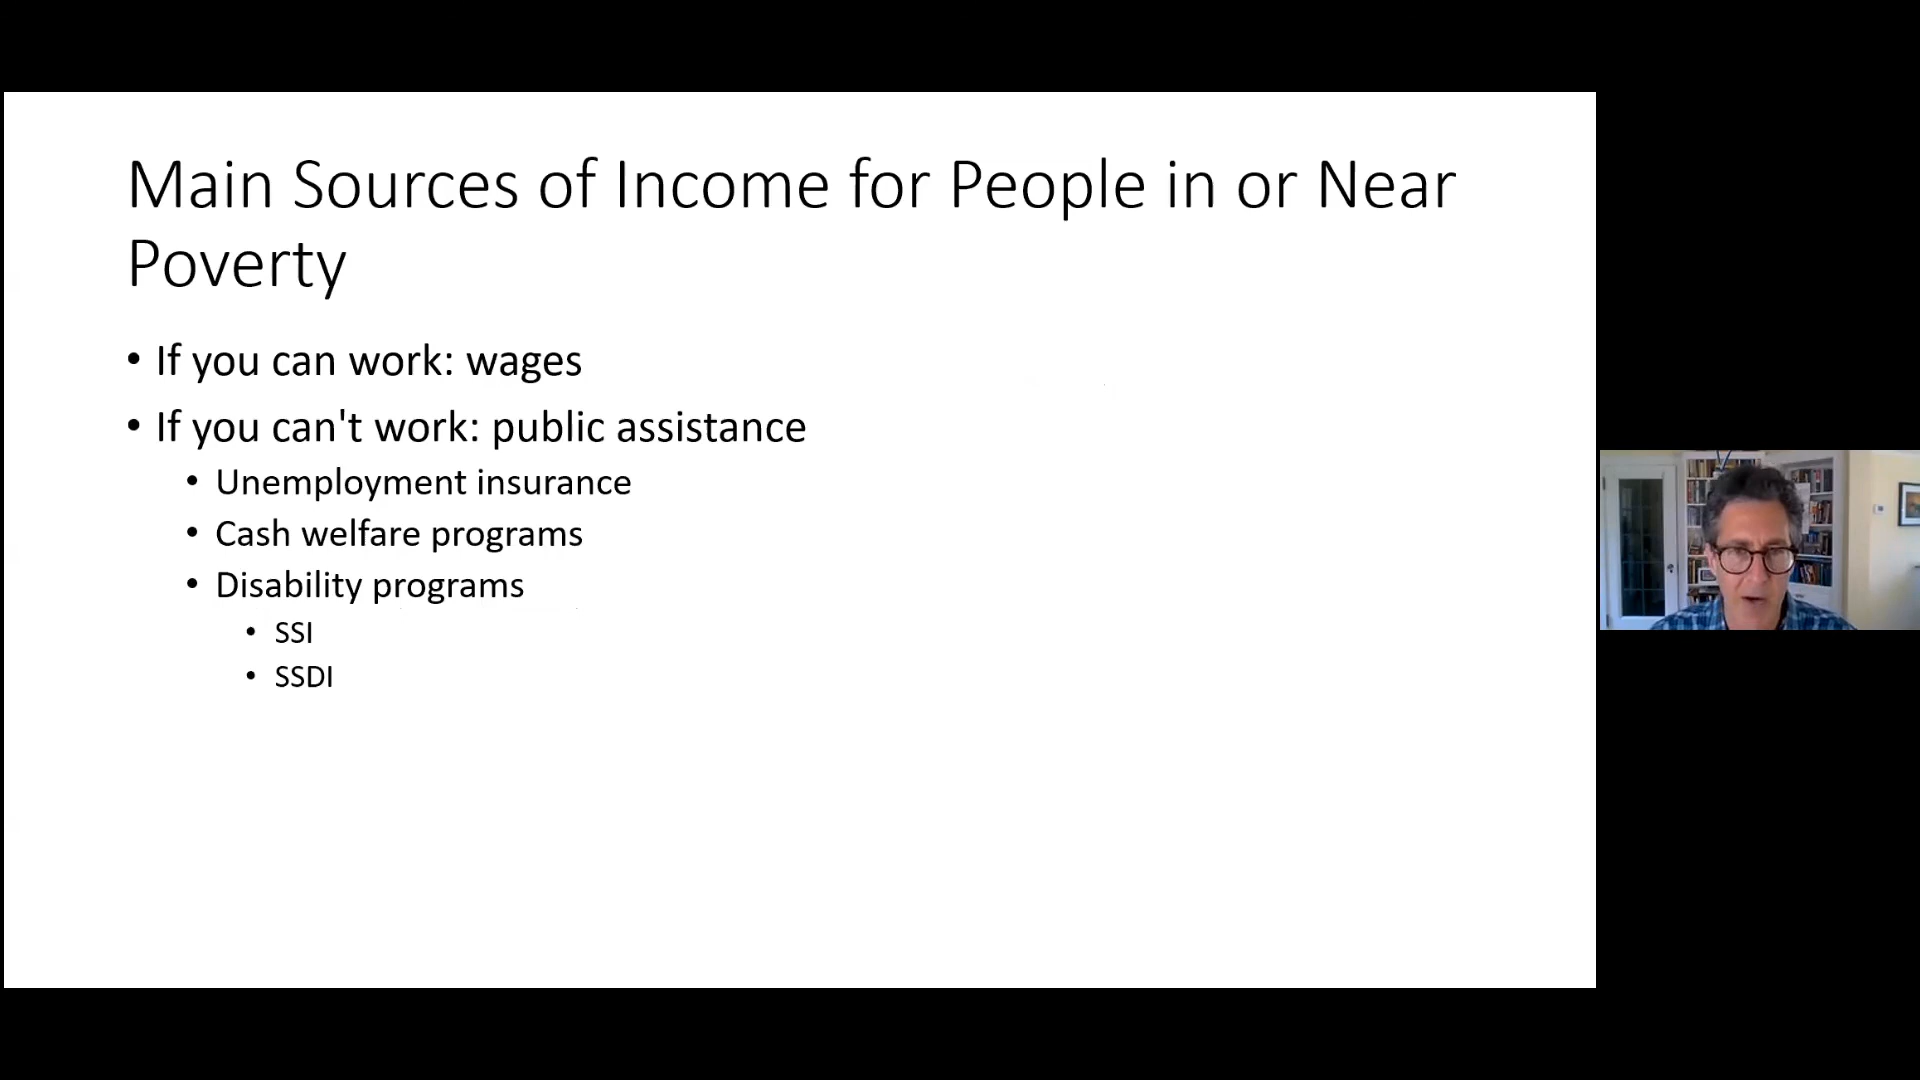 Main Sources of Income for People in or Near
Poverty
• If you can work: wages
• If you can't work: public assistance
• Unemployment insurance
• Cash welfare programs
• Disability programs
• SSI
• SSDI